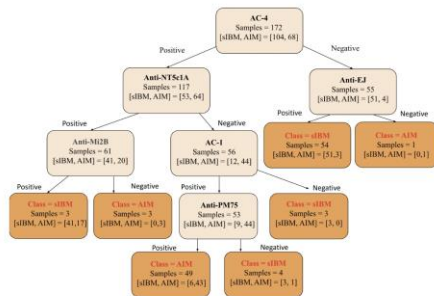 AC-4
Samples = 172
[sIBM, AIM] = [104, 68]
Positive
Negative
Anti-NT5c1A
Samples = 117
[sIBM, AIM] = [53, 64]
Anti-EJ
Samples = 55
[sIBM, AIM] = [51, 4]
Positive
Negative
Positive
Negative
Anti-Mi2B
Samples = 61
[sIBM, AIM] = [41, 20]
AC-1
Samples = 56
[sIBM, AIM] = [12, 44]
Class = sIBM
Samples = 54
[sIBM, AIM] = [51,3]
Class = AIM
Samples = 1
[sIBM, AIM] = [0,1]
Positive
Negative
Positive
Negative
Class = sIBM
Samples = 3
[sIBM, AIM] = [41,17]
Class = AIM
Samples = 3
[sIBM, AIM] = [0,3]
Anti-PM75
Samples = 53
[sIBM, AIM] = [9, 44]
Class = sIBM
Samples = 3
[sIBM, AIM] = [3, 0]
Positive
Negative
Class = AIM
Samples = 49
[sIBM, AIM] = [6,43]
Class = sIBM
Samples = 4
[sIBM, AIM] = [3, 1]